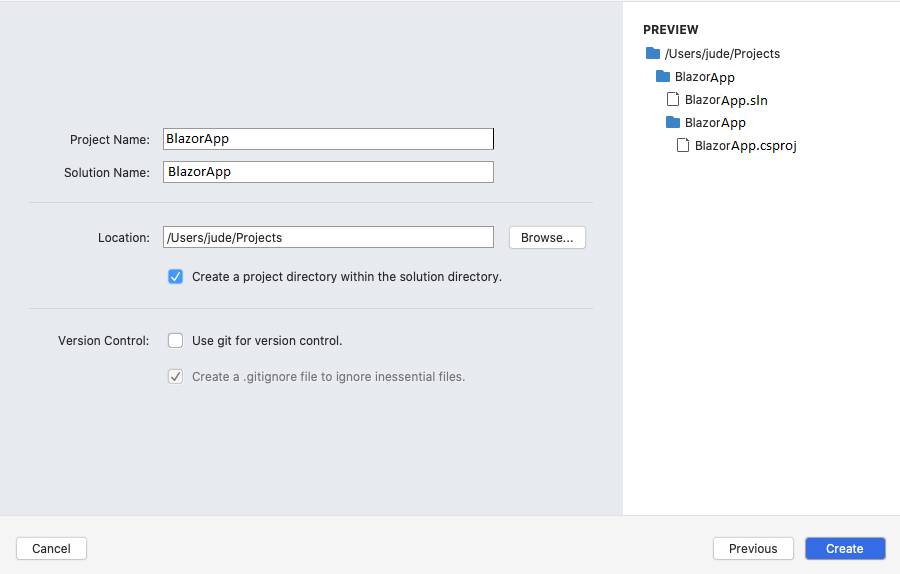 Project Name: BlazorApp
Solution Name: BlazorApp
Location: /Users/jude/Projects Browse...
Create a project directory within the solution directory.
Version Control: Use git for version control.
Create a .gitignore file to ignore inessential files.
PREVIEW
/Users/jude/Projects
BlazorApp
BlazorApp.sln
BlazorApp
BlazorApp.csproj
Cancel Previous Create